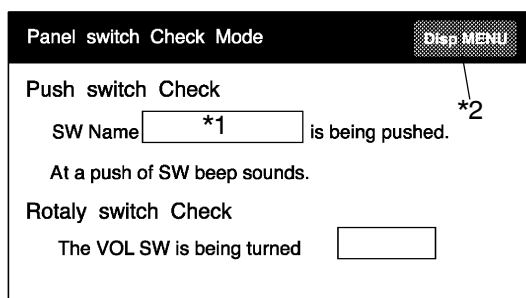 Panel switch Check Mode
Disp MENU
*2
Push switch Check
SW Name *1 is being pushed.
At a push of SW beep sounds.
Rotaly switch Check
The VOL SW is being turned